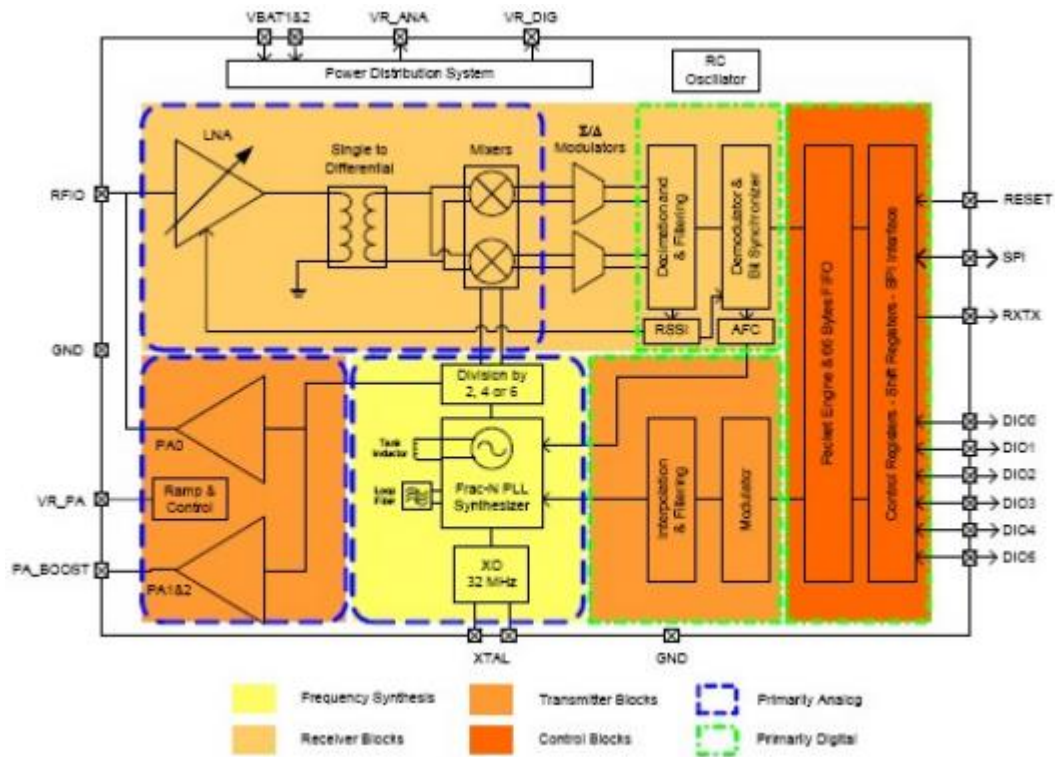 VBAT1&2
VR_ANA
VR_DIG
Power Distribution System
RC
Oscillator
LNA
Single to
Differential
Mixers
Σ/Δ
Modulators
Decimation and
& Filtering
Demodulator &
Bit Synchronizer
RSSI
AFC
Packet Engine & 66 Bytes FIFO
Control Registers - Shift Registers - SPI Interface
RFIO
GND
RESET
SPI
RXTX
Division by
2, 4 or 6
PA0
Ramp &
Control
VR_PA
PA_BOOST
PA1&2
Tank
Inductor
Loop
Filter
Frac-N PLL
Synthesizer
XO
32 MHz
Interpolation
& Filtering
Modulator
DIO0
DIO1
DIO2
DIO3
DIO4
DIO5
XTAL
GND
Frequency Synthesis
Transmitter Blocks
Primarily Analog
Receiver Blocks
Control Blocks
Primarily Digital